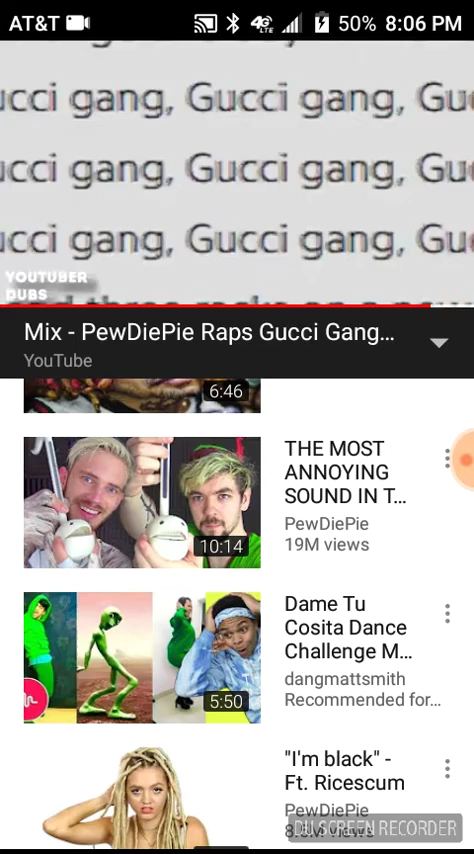 AT&T 4G LTE 50% 8:06 PM
ucci gang, Gucci gang, Gu
ucci gang, Gucci gang, Gu
ucci gang, Gucci gang, Gu
YOUTUBER
DUBS
Mix - PewDiePie Raps Gucci Gang...
YouTube
6:46
THE MOST
ANNOYING
SOUND IN T...
PewDiePie
19M views
10:14
Dame Tu
Cosita Dance
Challenge M...
dangmattsmith
Recommended for...
5:50
"I'm black" -
Ft. Ricescum
PewDiePie
DU SCREEN RECORDER